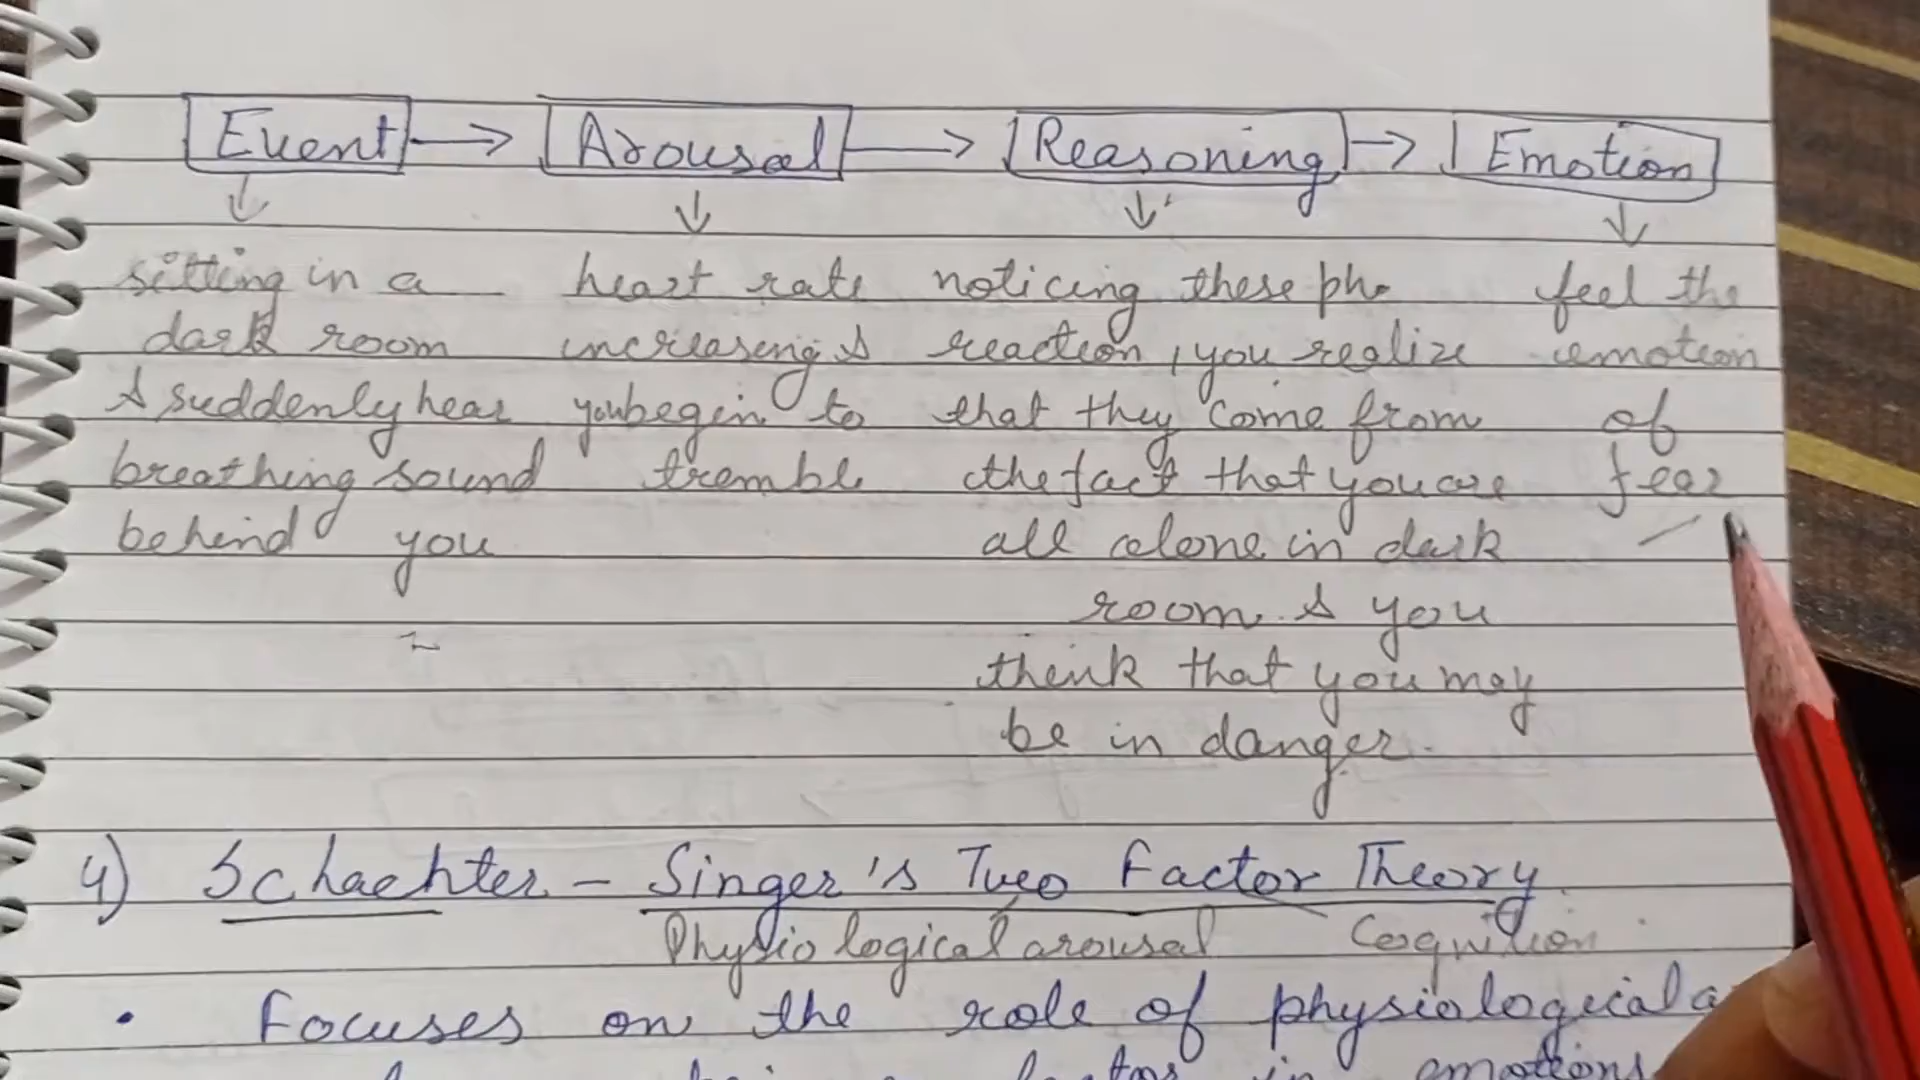 Event → Arousal → Reasoning → Emotion
sitting in a
dark room
& suddenly hear
breathing sound
behind you
heart rate
increasing &
you begin to
tremble
noticing these ph
reaction, you realize
that they come from
the fact that you are
all alone in dark
room & you
think that you may
be in danger.
feel the
emotion
of
fear
4) Schachter - Singer's Two Factor Theory
Physiological arousal Cognition
• Focuses on the role of physiological a
in emotions